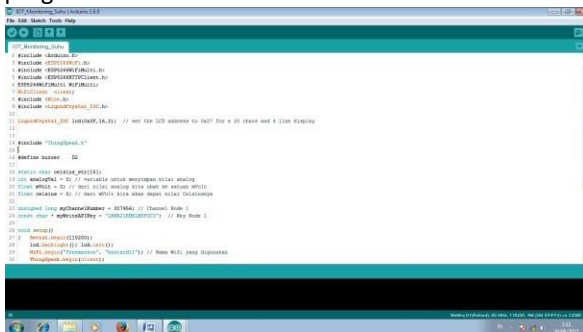 IOT_Monitoring_Suhu | Arduino 1.6.5
File Edit Sketch Tools Help
IOT_Monitoring_Suhu
#include <Arduino.h>
#include <ESP8266WiFi.h>
#include <ESP8266WiFiMulti.h>
#include <ESP8266HTTPClient.h>
ESP8266WiFiMulti WiFiMulti;
WiFiClient client;
#include <Wire.h>
#include <LiquidCrystal_I2C.h>
LiquidCrystal_I2C lcd(0x3F,16,2); // set the LCD address to 0x27 for a 20 chars and 4 line display
#include "ThingSpeak.h"
#define buzzer D2
static char celsius_str[15];
int analogVal = 0; // variable untuk menyimpan nilai analog
float mVolt = 0; // dari nilai analog kita ubah ke satuan mVolt
float celsius = 0; // dari mVolt kita akan dapat nilai Celsiusnya
unsigned long myChannelNumber = // Channel Node 1
const char * myWriteAPIKey = // Key Node 1
void setup()
{ Serial.begin(115200);
lcd.backlight(); lcd.init();
WiFi.begin( // Nama Wifi yang digunakan
ThingSpeak.begin(client);